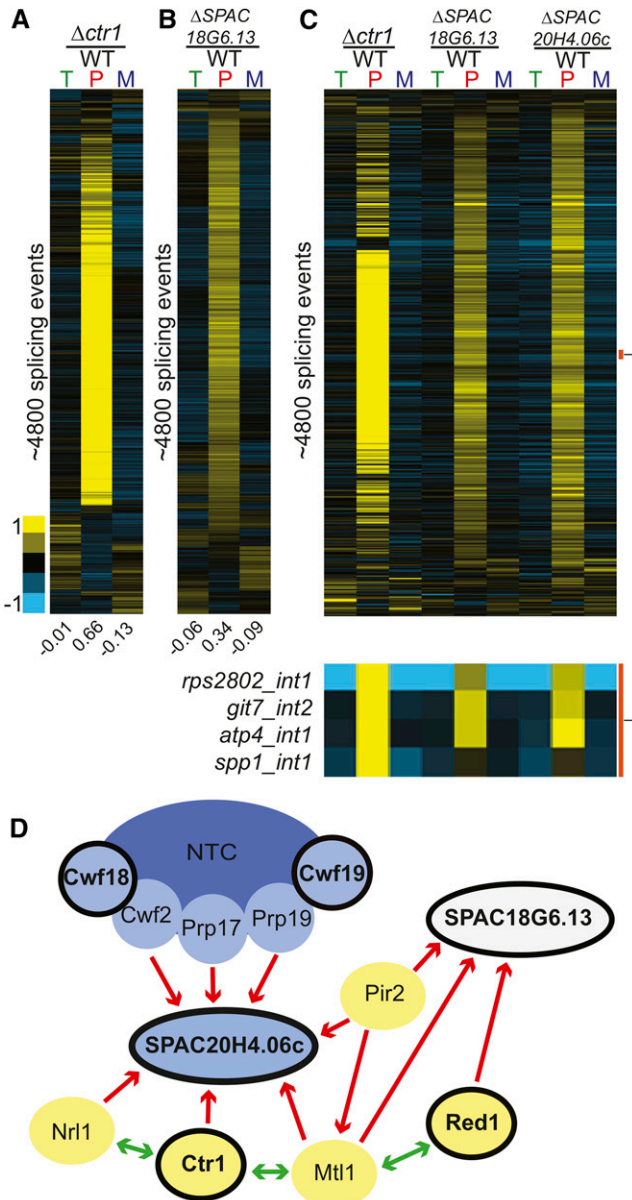 A
Δctr1
WT
T P M
~4800 splicing events
1
-1
-0.01 0.66 -0.13
B
ΔSPAC
18G6.13
WT
T P M
~4800 splicing events
-0.06 0.34 -0.09
C
Δctr1
WT
T P M
ΔSPAC
18G6.13
WT
T P M
ΔSPAC
20H4.06c
WT
T P M
~4800 splicing events
rps2802_int1
git7_int2
atp4_int1
spp1_int1
D
NTC
Cwf18
Cwf19
Cwf2
Prp17
Prp19
SPAC18G6.13
Pir2
SPAC20H4.06c
Nrl1
Ctr1
Mtl1
Red1